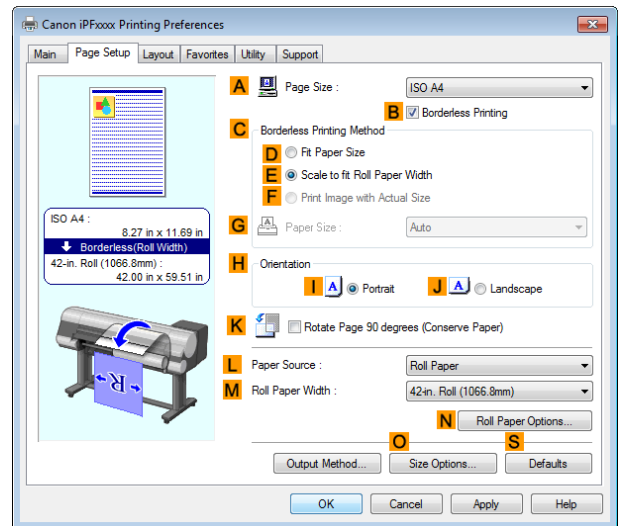 Canon iPFxxxx Printing Preferences
Main Page Setup Layout Favorites Utility Support
A Page Size : ISO A4
B Borderless Printing
C Borderless Printing Method
D Fit Paper Size
E Scale to fit Roll Paper Width
F Print Image with Actual Size
ISO A4 :
8.27 in x 11.69 in
Borderless(Roll Width)
42-in. Roll (1066.8mm) :
42.00 in x 59.51 in
G Paper Size : Auto
H Orientation
I A Portrait J A Landscape
K Rotate Page 90 degrees (Conserve Paper)
R
L Paper Source : Roll Paper
M Roll Paper Width : 42-in. Roll (1066.8mm)
N Roll Paper Options...
O S
Output Method... Size Options... Defaults
OK Cancel Apply Help